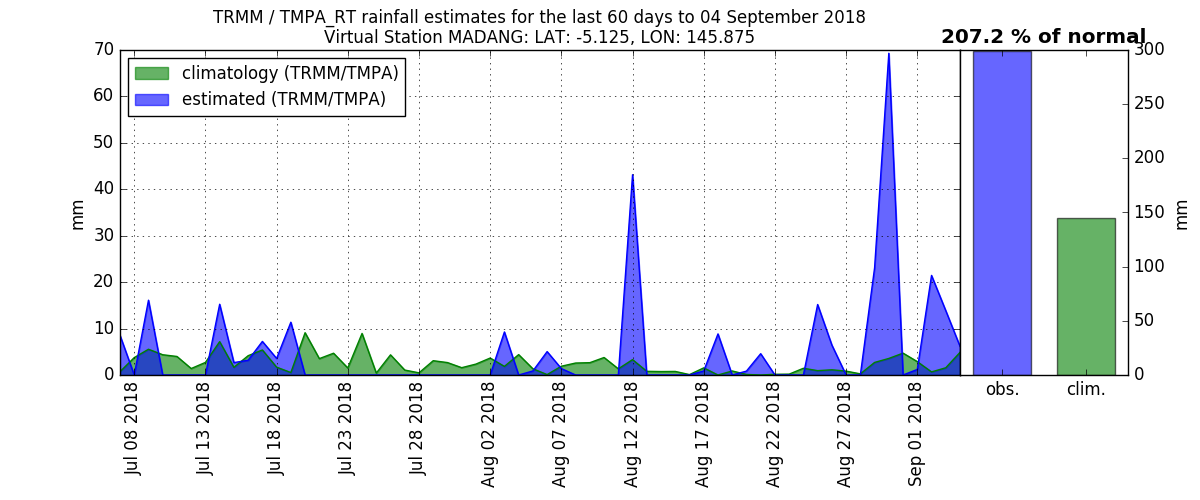 TRMM / TMPA_RT rainfall estimates for the last 60 days to 04 September 2018
Virtual Station MADANG: LAT: -5.125, LON: 145.875
207.2 % of normal
climatology (TRMM/TMPA)
estimated (TRMM/TMPA)
70
60
50
40
30
20
10
0
mm
Jul 08 2018
Jul 13 2018
Jul 18 2018
Jul 23 2018
Jul 28 2018
Aug 02 2018
Aug 07 2018
Aug 12 2018
Aug 17 2018
Aug 22 2018
Aug 27 2018
Sep 01 2018
obs.
clim.
300
250
200
150
100
50
0
mm